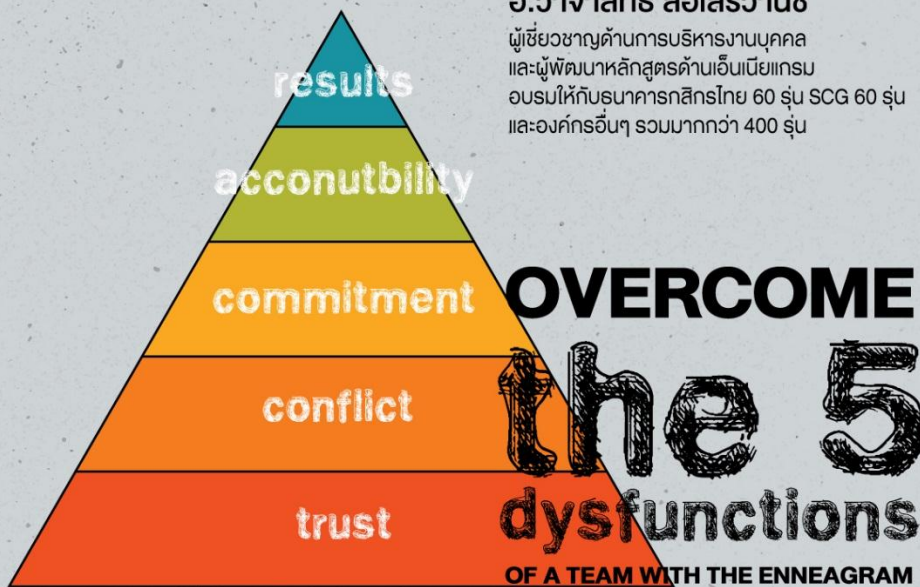 ผู้เชี่ยวชาญด้านการบริหารงานบุคคล
และผู้พัฒนาหลักสูตรด้านเอ็นเนียแกรม
อบรมให้กับธนาคารกสิกรไทย 60 รุ่น SCG 60 รุ่น
และองค์กรอื่นๆ รวมมากกว่า 400 รุ่น
results
acconutbility
commitment
conflict
trust
OVERCOME
the 5
dysfunctions
OF A TEAM WITH THE ENNEAGRAM